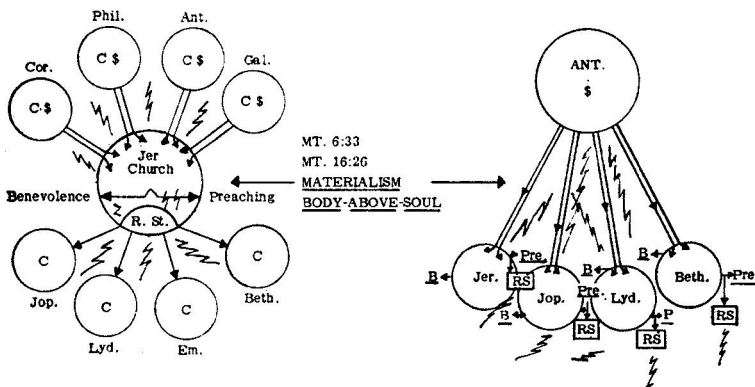 Phil. Ant.
Cor. Gal.
C $ C $
C $ C $
Jer
Church
Benevolence Preaching
R. St.
C C C C
Jop. Beth.
Lyd. Em.
MT. 6:33
MT. 16:26
MATERIALISM
BODY-ABOVE-SOUL
ANT.
$
B Jer. Pre. B Beth. Pre.
RS Jop. Pre. Lyd. RS
B RS P
RS